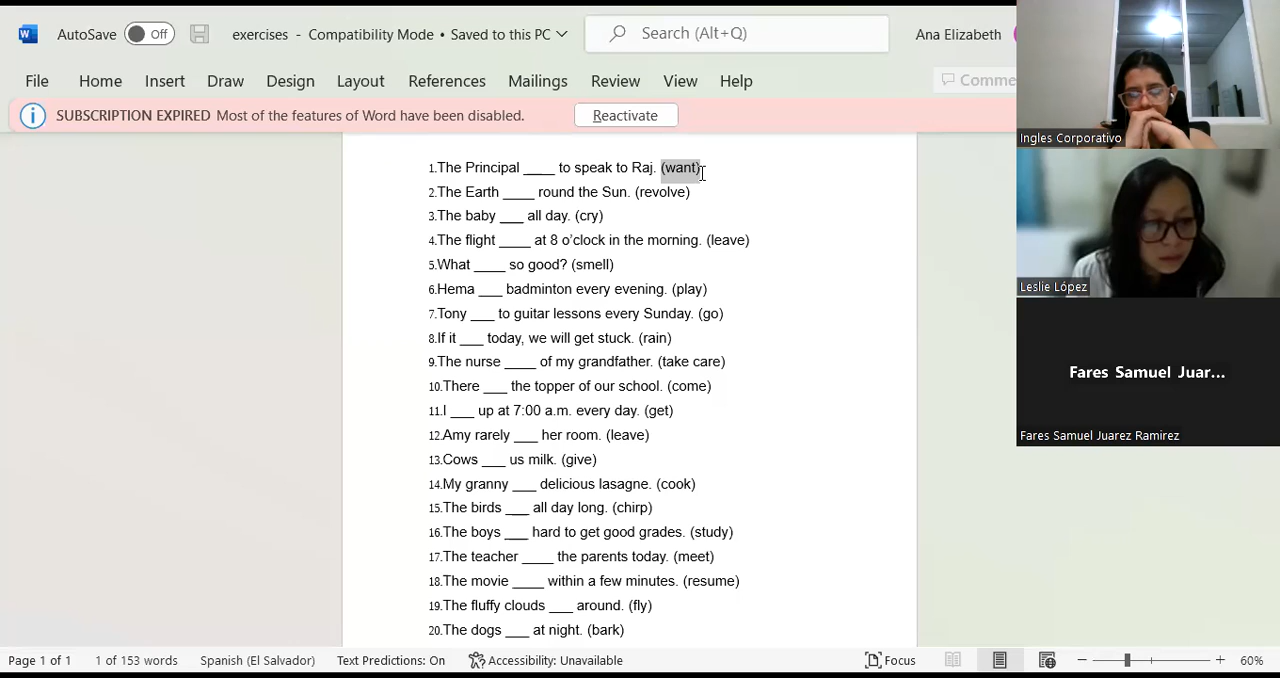 AutoSave Off exercises - Compatibility Mode • Saved to this PC Search (Alt+Q) Ana Elizabeth
File Home Insert Draw Design Layout References Mailings Review View Help Comme
SUBSCRIPTION EXPIRED Most of the features of Word have been disabled. Reactivate
1.The Principal ____ to speak to Raj. (want)
2.The Earth ____ round the Sun. (revolve)
3.The baby ___ all day. (cry)
4.The flight ____ at 8 o’clock in the morning. (leave)
5.What ____ so good? (smell)
6.Hema ___ badminton every evening. (play)
7.Tony ___ to guitar lessons every Sunday. (go)
8.If it ___ today, we will get stuck. (rain)
9.The nurse ____ of my grandfather. (take care)
10.There ___ the topper of our school. (come)
11.I ___ up at 7:00 a.m. every day. (get)
12.Amy rarely ___ her room. (leave)
13.Cows ___ us milk. (give)
14.My granny ___ delicious lasagne. (cook)
15.The birds ___ all day long. (chirp)
16.The boys ___ hard to get good grades. (study)
17.The teacher ____ the parents today. (meet)
18.The movie ____ within a few minutes. (resume)
19.The fluffy clouds ___ around. (fly)
20.The dogs ___ at night. (bark)
Page 1 of 1 1 of 153 words Spanish (El Salvador) Text Predictions: On Accessibility: Unavailable Focus 60%
Ingles Corporativo
Leslie López
Fares Samuel Juar...
Fares Samuel Juarez Ramirez